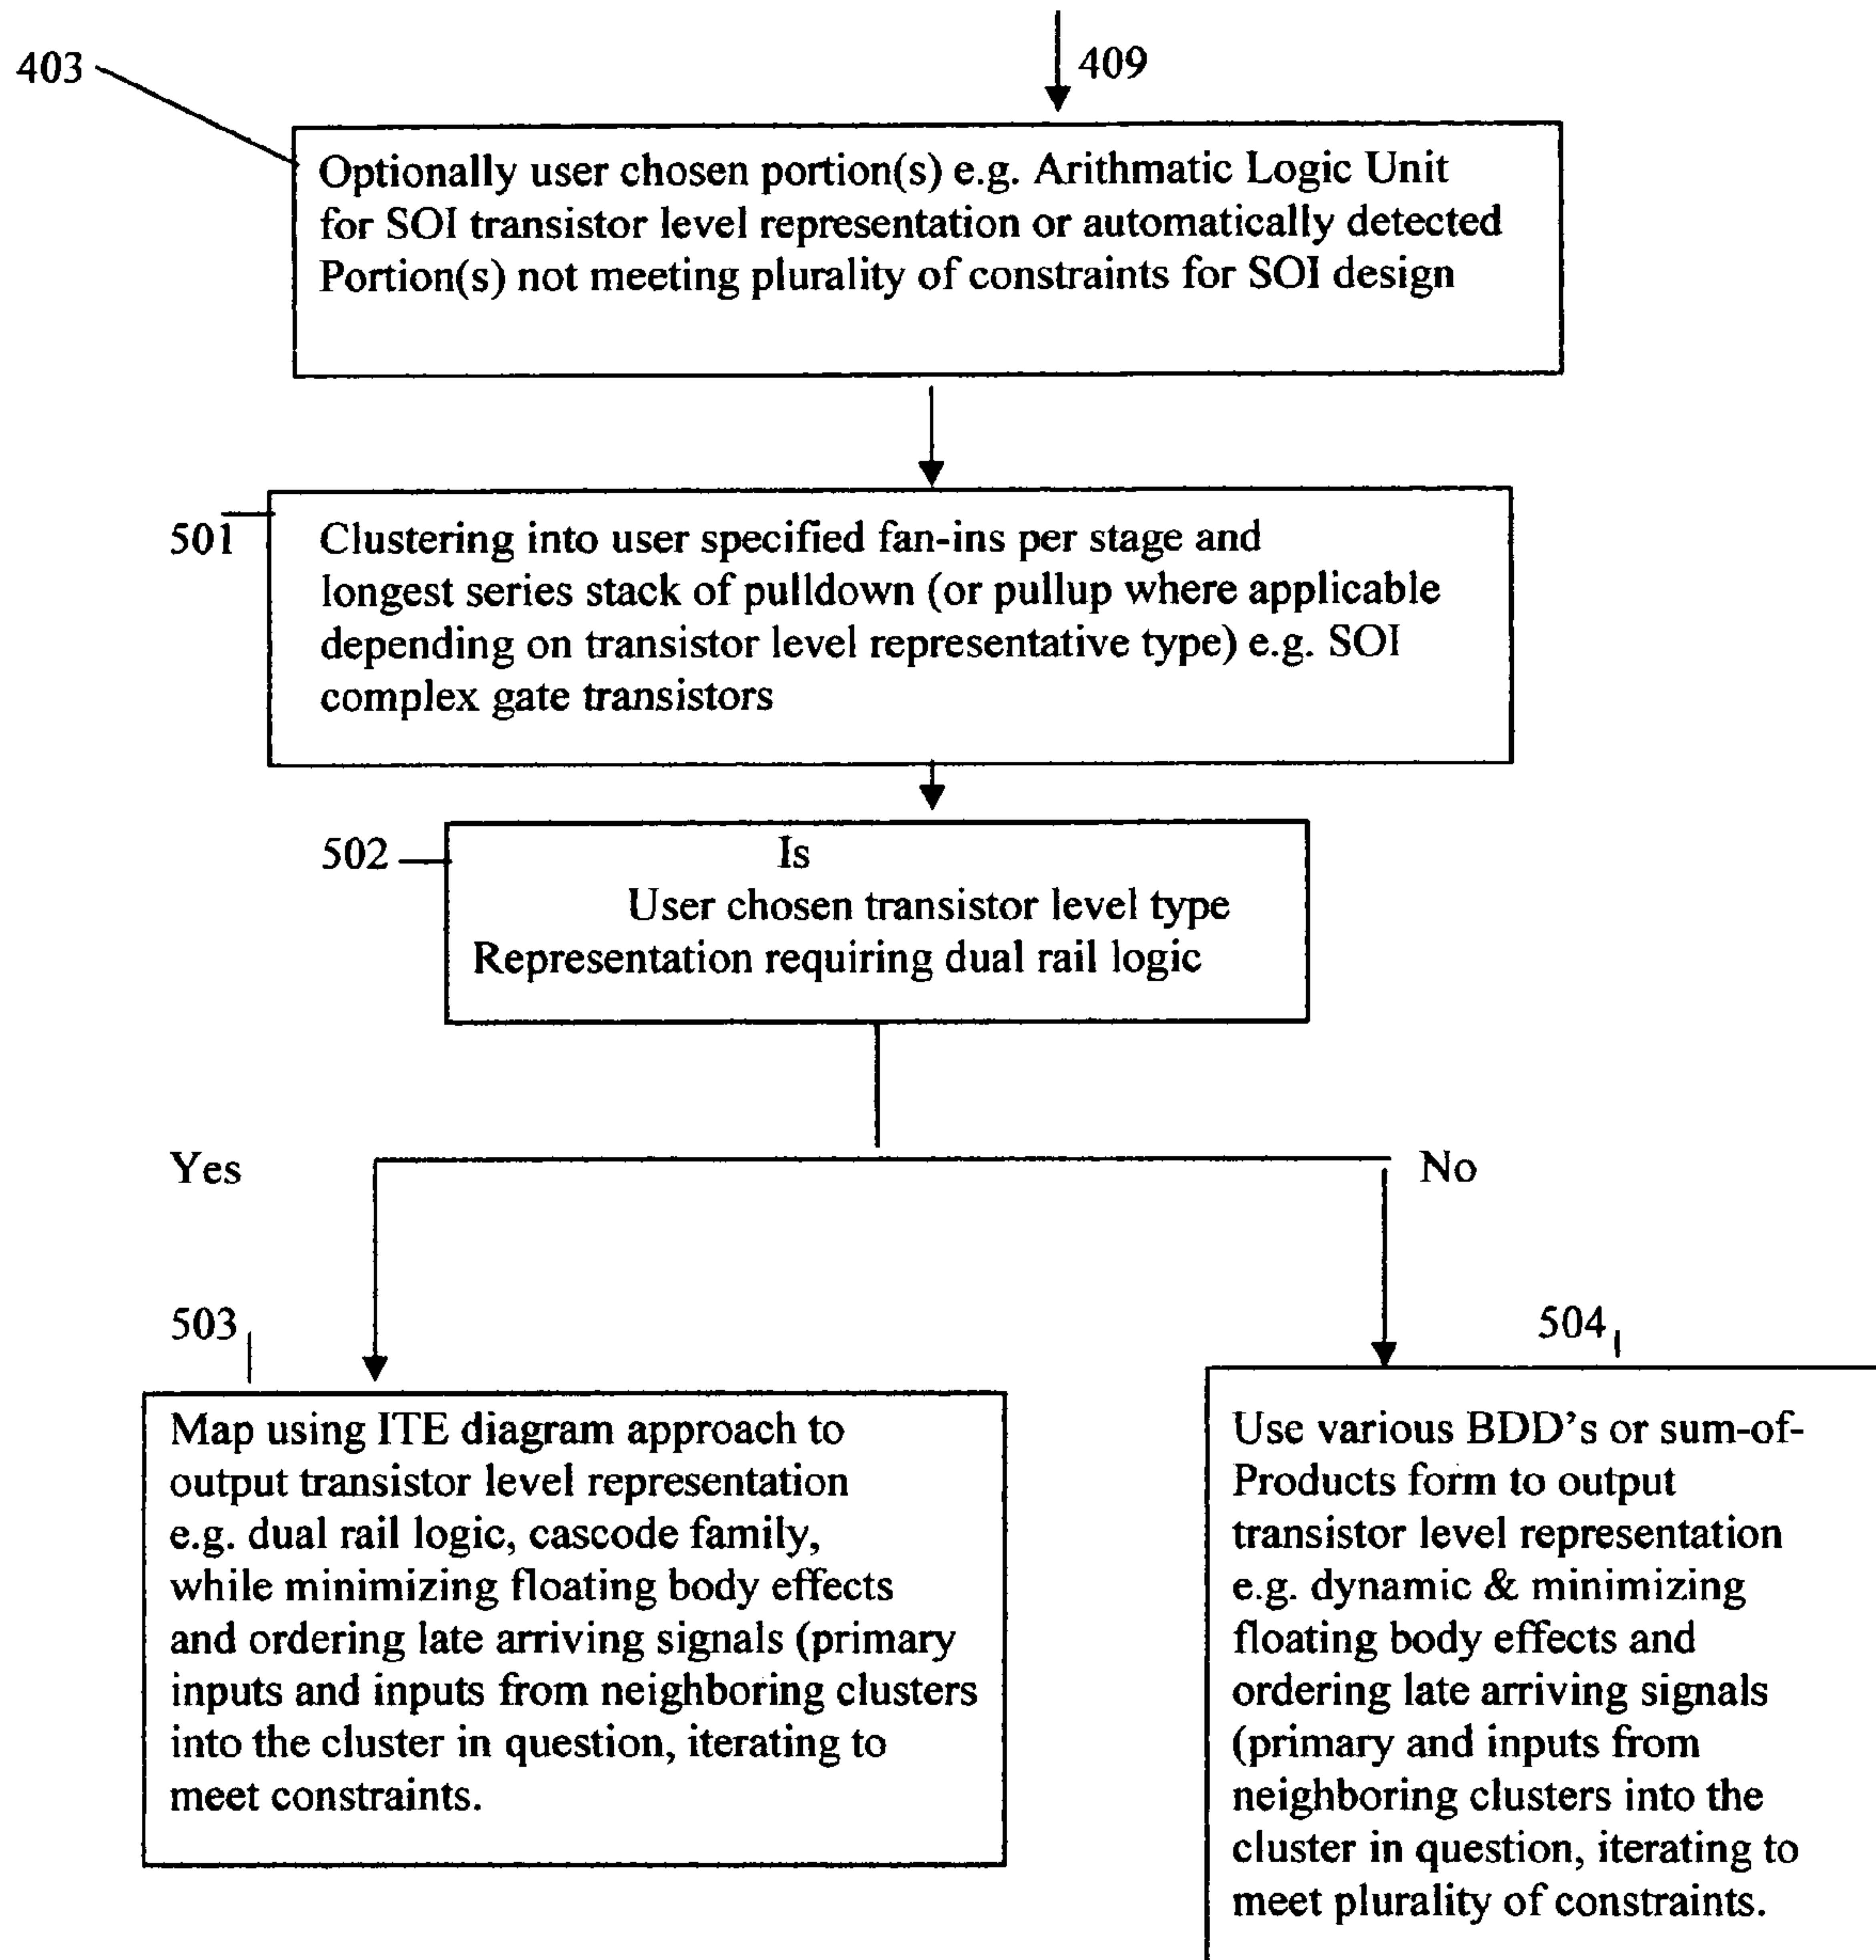 409
403
Optionally user chosen portion(s) e.g. Arithmatic Logic Unit
for SOI transistor level representation or automatically detected
Portion(s) not meeting plurality of constraints for SOI design
501
Clustering into user specified fan-ins per stage and
longest series stack of pulldown (or pullup where applicable
depending on transistor level representative type) e.g. SOI
complex gate transistors
502
Is
User chosen transistor level type
Representation requiring dual rail logic
Yes
No
503
Map using ITE diagram approach to
output transistor level representation
e.g. dual rail logic, cascode family,
while minimizing floating body effects
and ordering late arriving signals (primary
inputs and inputs from neighboring clusters
into the cluster in question, iterating to
meet constraints.
504
Use various BDD's or sum-of-
Products form to output
transistor level representation
e.g. dynamic & minimizing
floating body effects and
ordering late arriving signals
(primary and inputs from
neighboring clusters into the
cluster in question, iterating to
meet plurality of constraints.